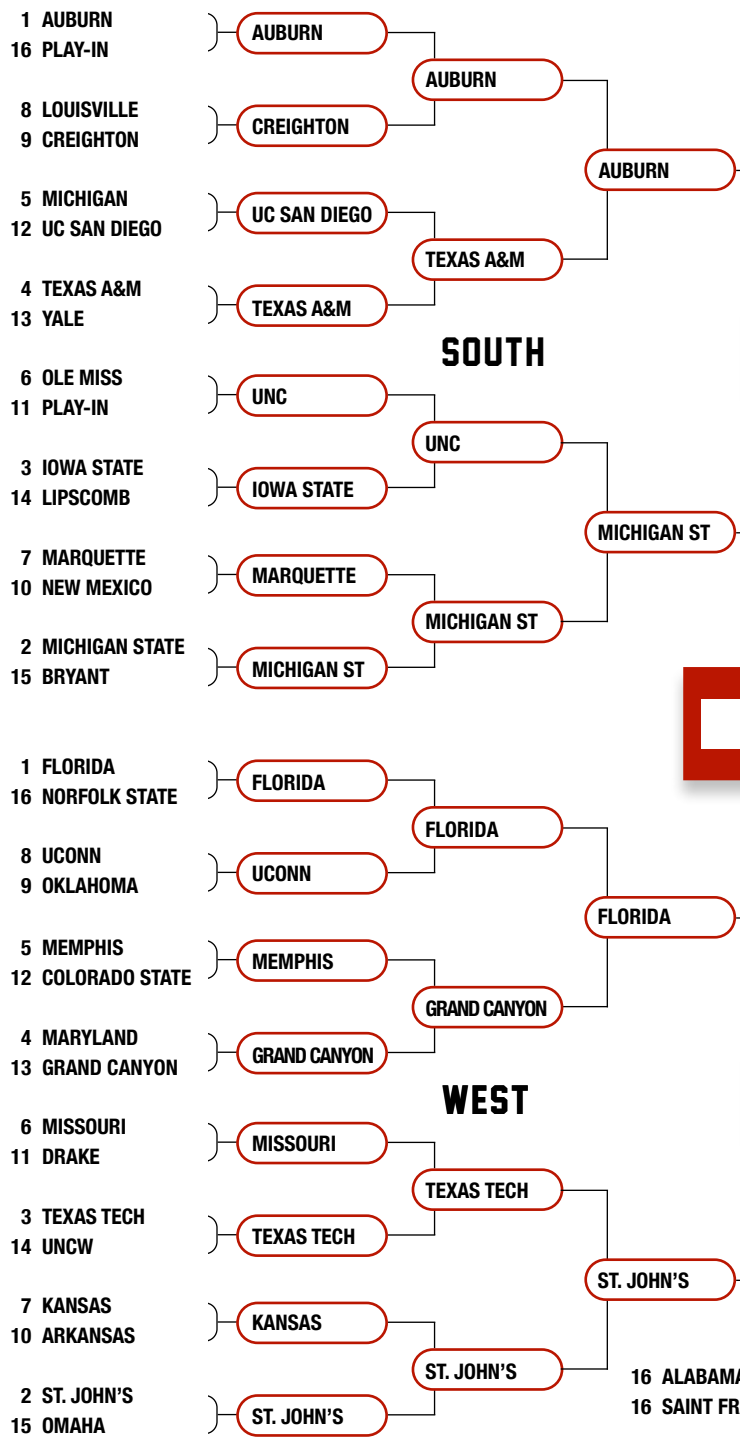 1 AUBURN
16 PLAY-IN
8 LOUISVILLE
9 CREIGHTON
5 MICHIGAN
12 UC SAN DIEGO
4 TEXAS A&M
13 YALE
6 OLE MISS
11 PLAY-IN
3 IOWA STATE
14 LIPSCOMB
7 MARQUETTE
10 NEW MEXICO
2 MICHIGAN STATE
15 BRYANT
AUBURN
CREIGHTON
UC SAN DIEGO
TEXAS A&M
UNC
IOWA STATE
MARQUETTE
MICHIGAN ST
AUBURN
TEXAS A&M
UNC
MICHIGAN ST
AUBURN
MICHIGAN ST
SOUTH
1 FLORIDA
16 NORFOLK STATE
8 UCONN
9 OKLAHOMA
5 MEMPHIS
12 COLORADO STATE
4 MARYLAND
13 GRAND CANYON
6 MISSOURI
11 DRAKE
3 TEXAS TECH
14 UNCW
7 KANSAS
10 ARKANSAS
2 ST. JOHN'S
15 OMAHA
FLORIDA
UCONN
MEMPHIS
GRAND CANYON
MISSOURI
TEXAS TECH
KANSAS
ST. JOHN'S
FLORIDA
GRAND CANYON
TEXAS TECH
ST. JOHN'S
FLORIDA
ST. JOHN'S
WEST
16 ALABAMA
16 SAINT FR